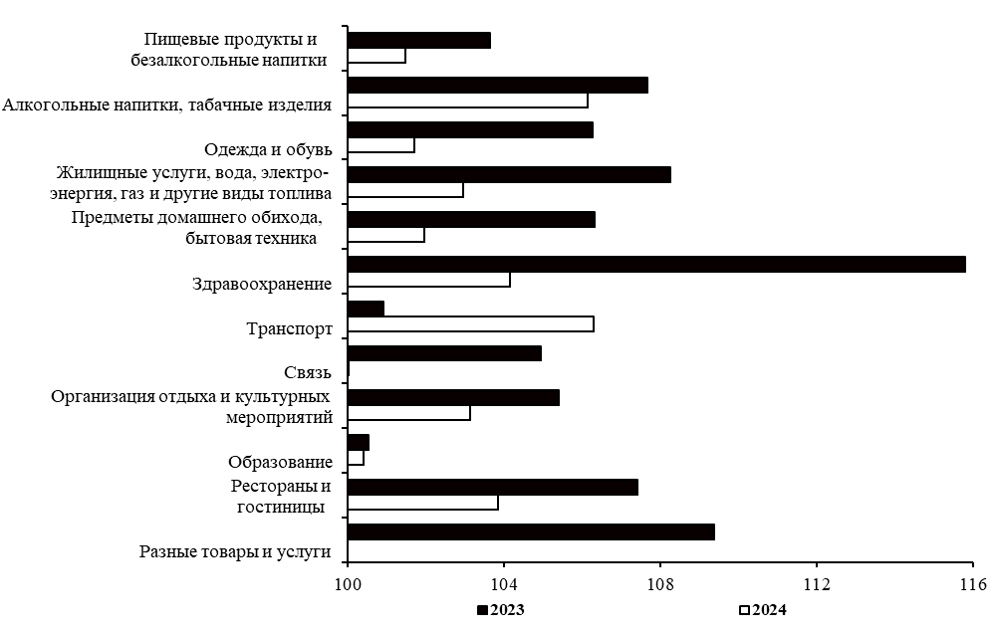 Пищевые продукты и
безалкогольные напитки
Алкогольные напитки, табачные изделия
Одежда и обувь
Жилищные услуги, вода, электро-
энергия, газ и другие виды топлива
Предметы домашнего обихода,
бытовая техника
Здравоохранение
Транспорт
Связь
Организация отдыха и культурных
мероприятий
Образование
Рестораны и
гостиницы
Разные товары и услуги
100 104 108 112 116
2023 2024